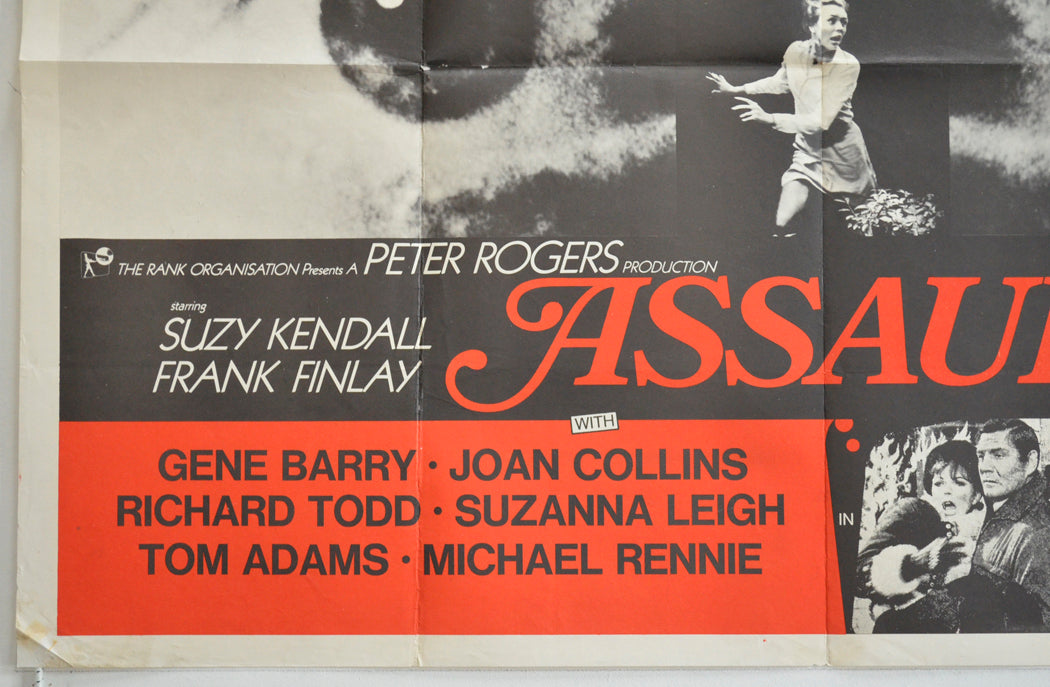 THE RANK ORGANISATION Presents A PETER ROGERS PRODUCTION
starring
SUZY KENDALL
FRANK FINLAY
ASSAU
WITH
GENE BARRY · JOAN COLLINS
RICHARD TODD · SUZANNA LEIGH
TOM ADAMS · MICHAEL RENNIE
IN